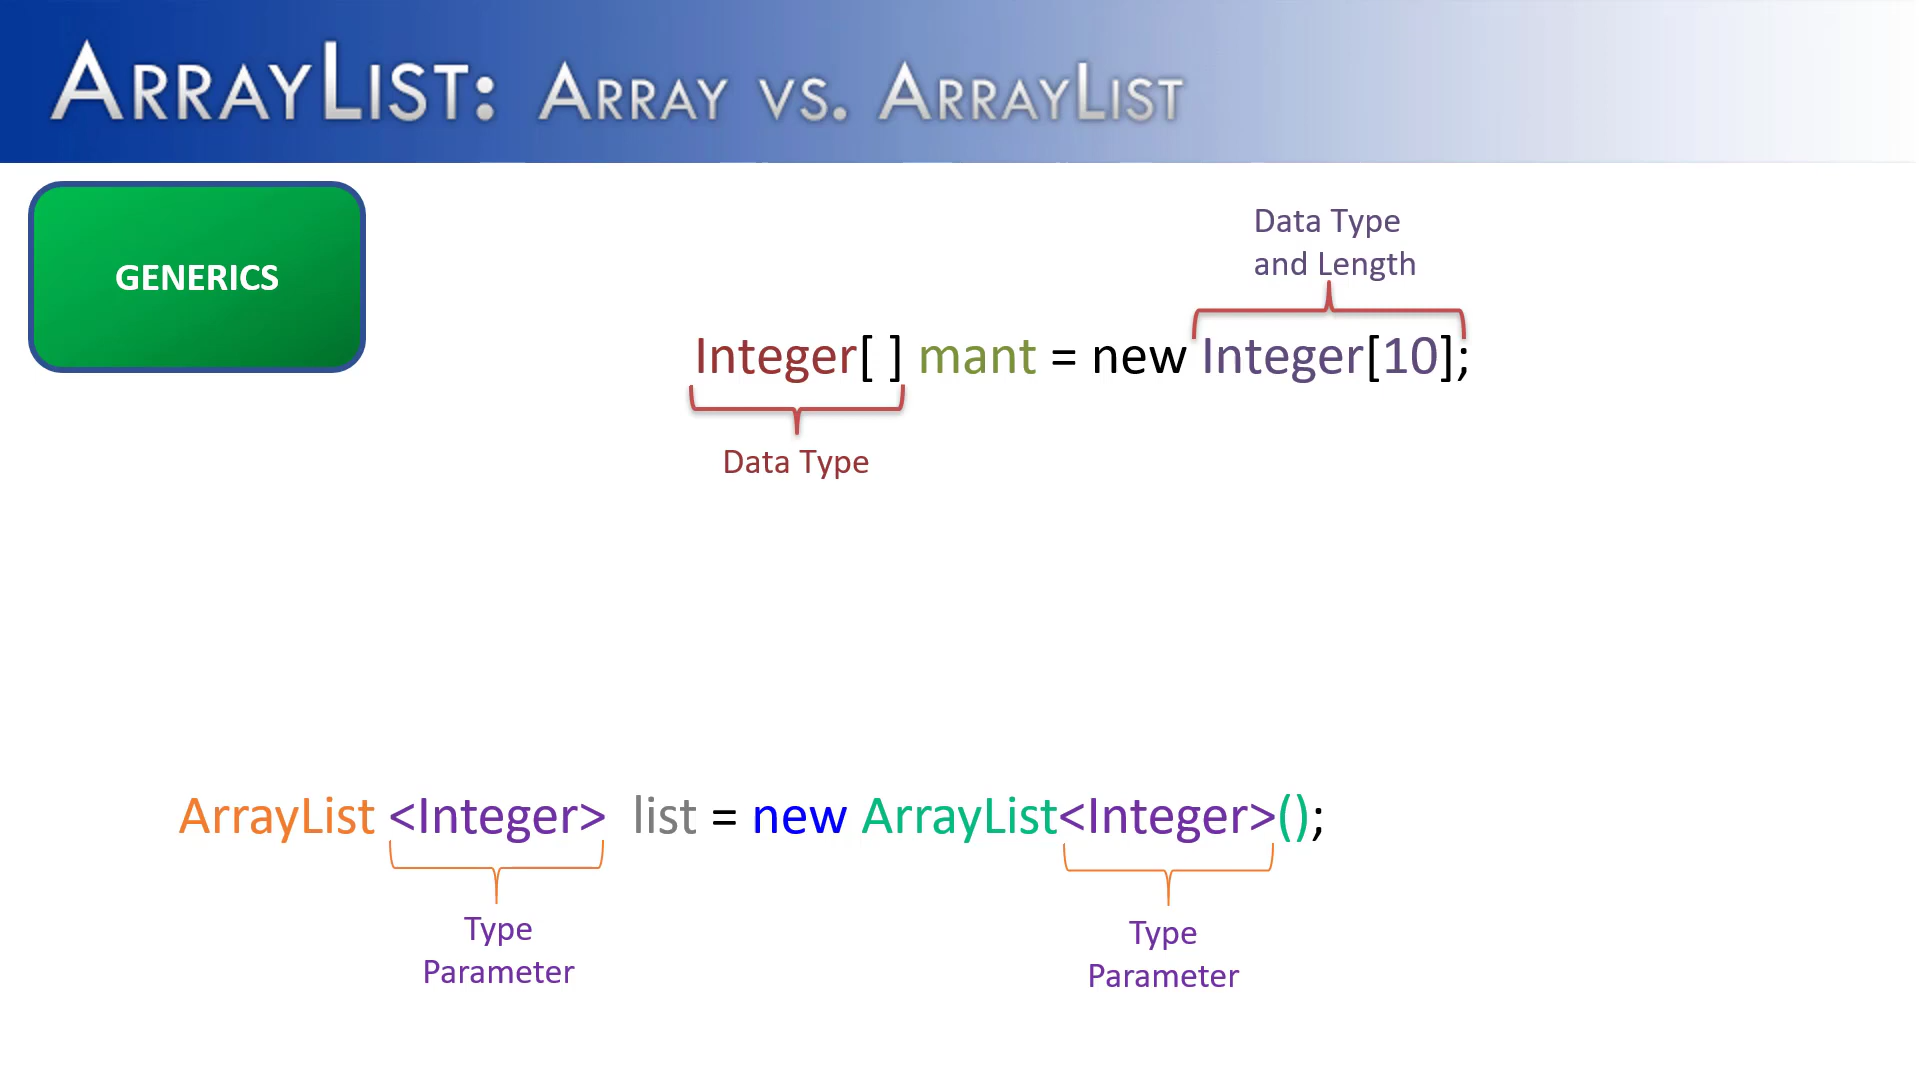 ARRAYLIST: ARRAY VS. ARRAYLIST
GENERICS
Data Type
and Length
Integer[ ] mant = new Integer[10];
Data Type
ArrayList <Integer> list = new ArrayList<Integer>();
Type
Parameter
Type
Parameter